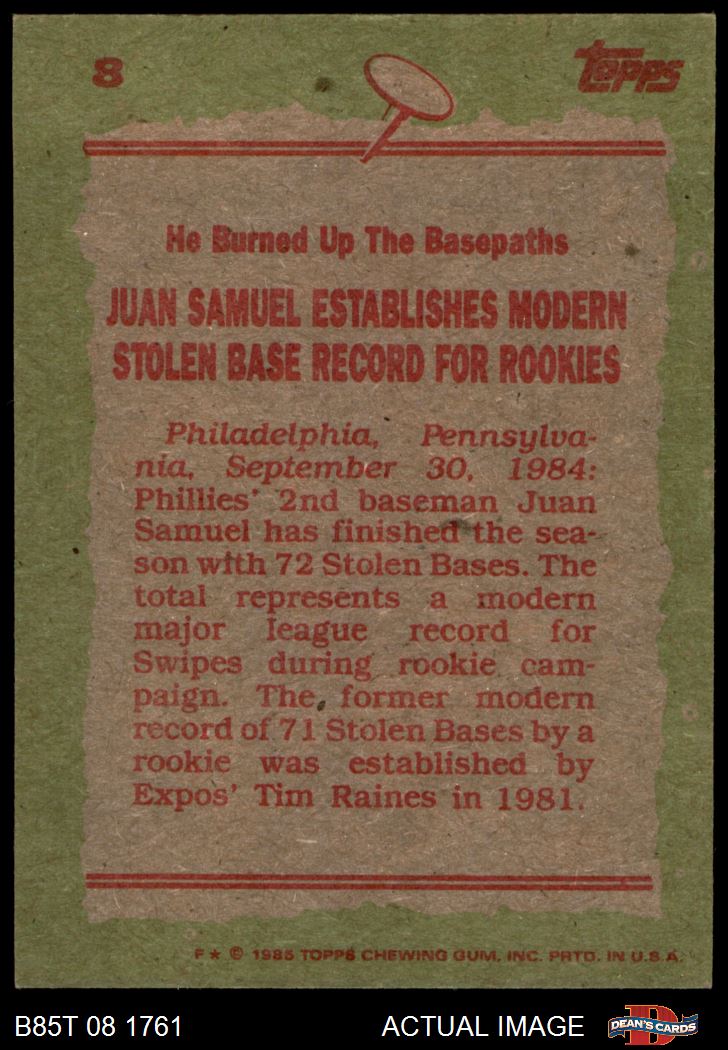 8
topps
He Burned Up The Basepaths
JUAN SAMUEL ESTABLISHES MODERN
STOLEN BASE RECORD FOR ROOKIES
Philadelphia, Pennsylva-
nia, September 30, 1984:
Phillies' 2nd baseman Juan
Samuel has finished the sea-
son with 72 Stolen Bases. The
total represents a modern
major league record for
Swipes during rookie cam-
paign. The former modern
record of 71 Stolen Bases by a
rookie was established by
Expos' Tim Raines in 1981.
F★ © 1985 TOPPS CHEWING GUM, INC. PRTD. IN U.S.A.
B85T 08 1761
ACTUAL IMAGE
D
DEAN'S CARDS